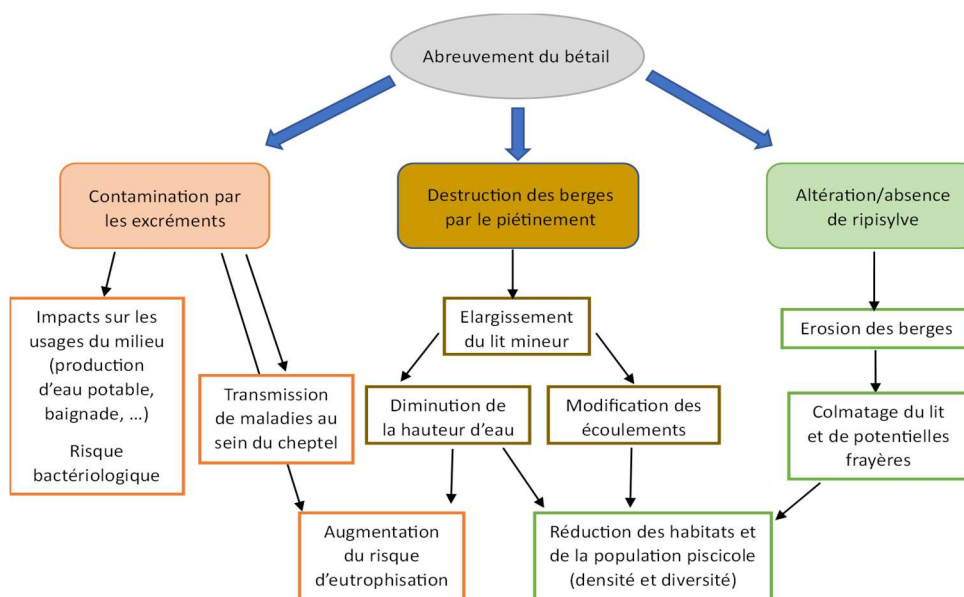 Abreuvement du bétail
Contamination par
les excréments
Destruction des berges
par le piétinement
Altération/absence
de ripisylve
Impacts sur les
usages du milieu
(production
d'eau potable,
baignade, ...)
Risque
bactériologique
Elargissement
du lit mineur
Erosion des berges
Transmission
de maladies au
sein du cheptel
Diminution de
la hauteur d'eau
Modification des
écoulements
Colmatage du lit
et de potentielles
frayères
Augmentation
du risque
d'eutrophisation
Réduction des habitats et
de la population piscicole
(densité et diversité)